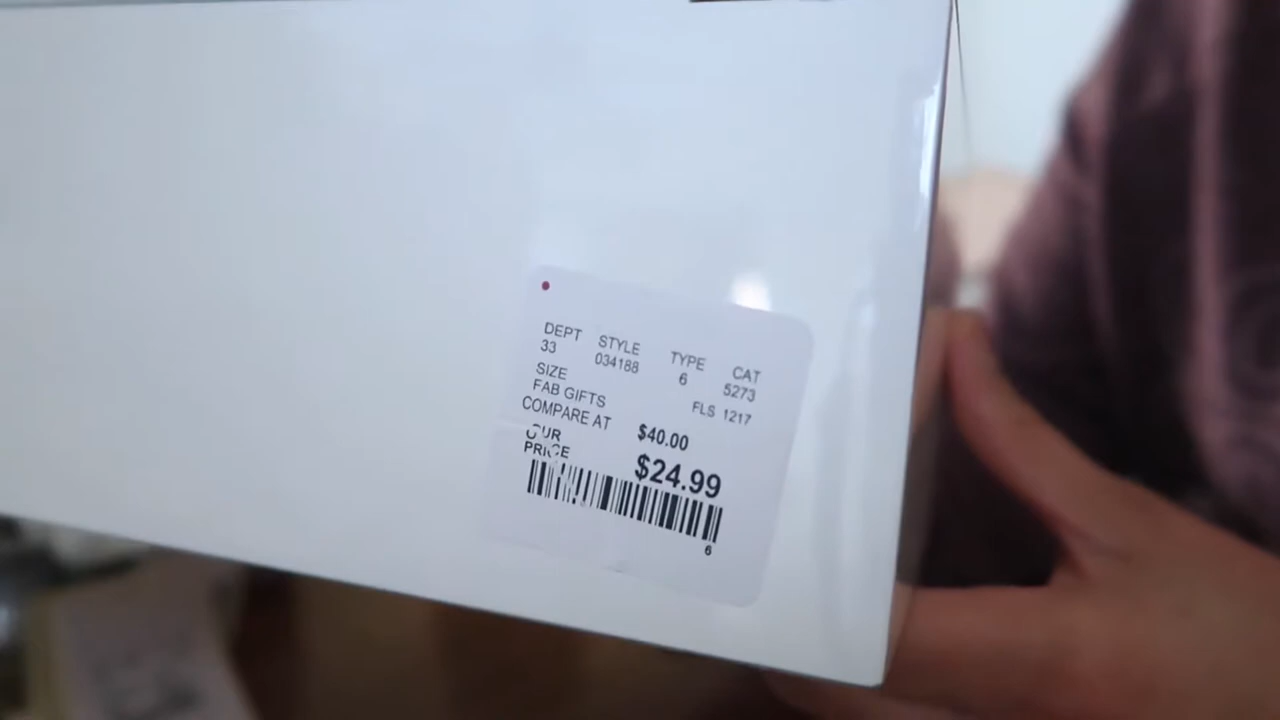 DEPT STYLE TYPE CAT
33 034188 6 5273
SIZE
FAB GIFTS FLS 1217
COMPARE AT $40.00
OUR
PRICE $24.99
6